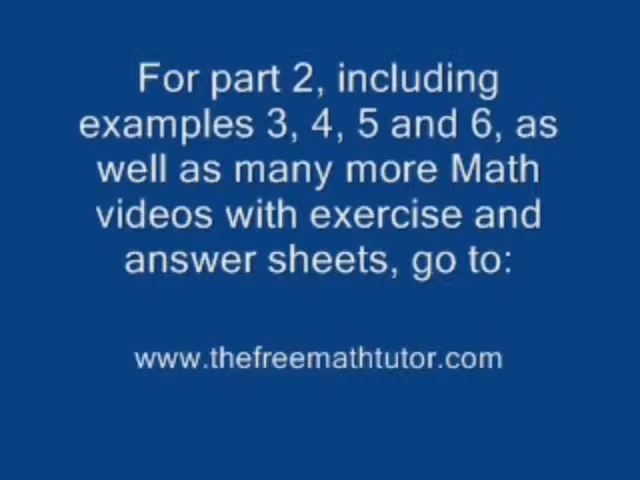 For part 2, including
examples 3, 4, 5 and 6, as
well as many more Math
videos with exercise and
answer sheets, go to:
www.thefreemathtutor.com